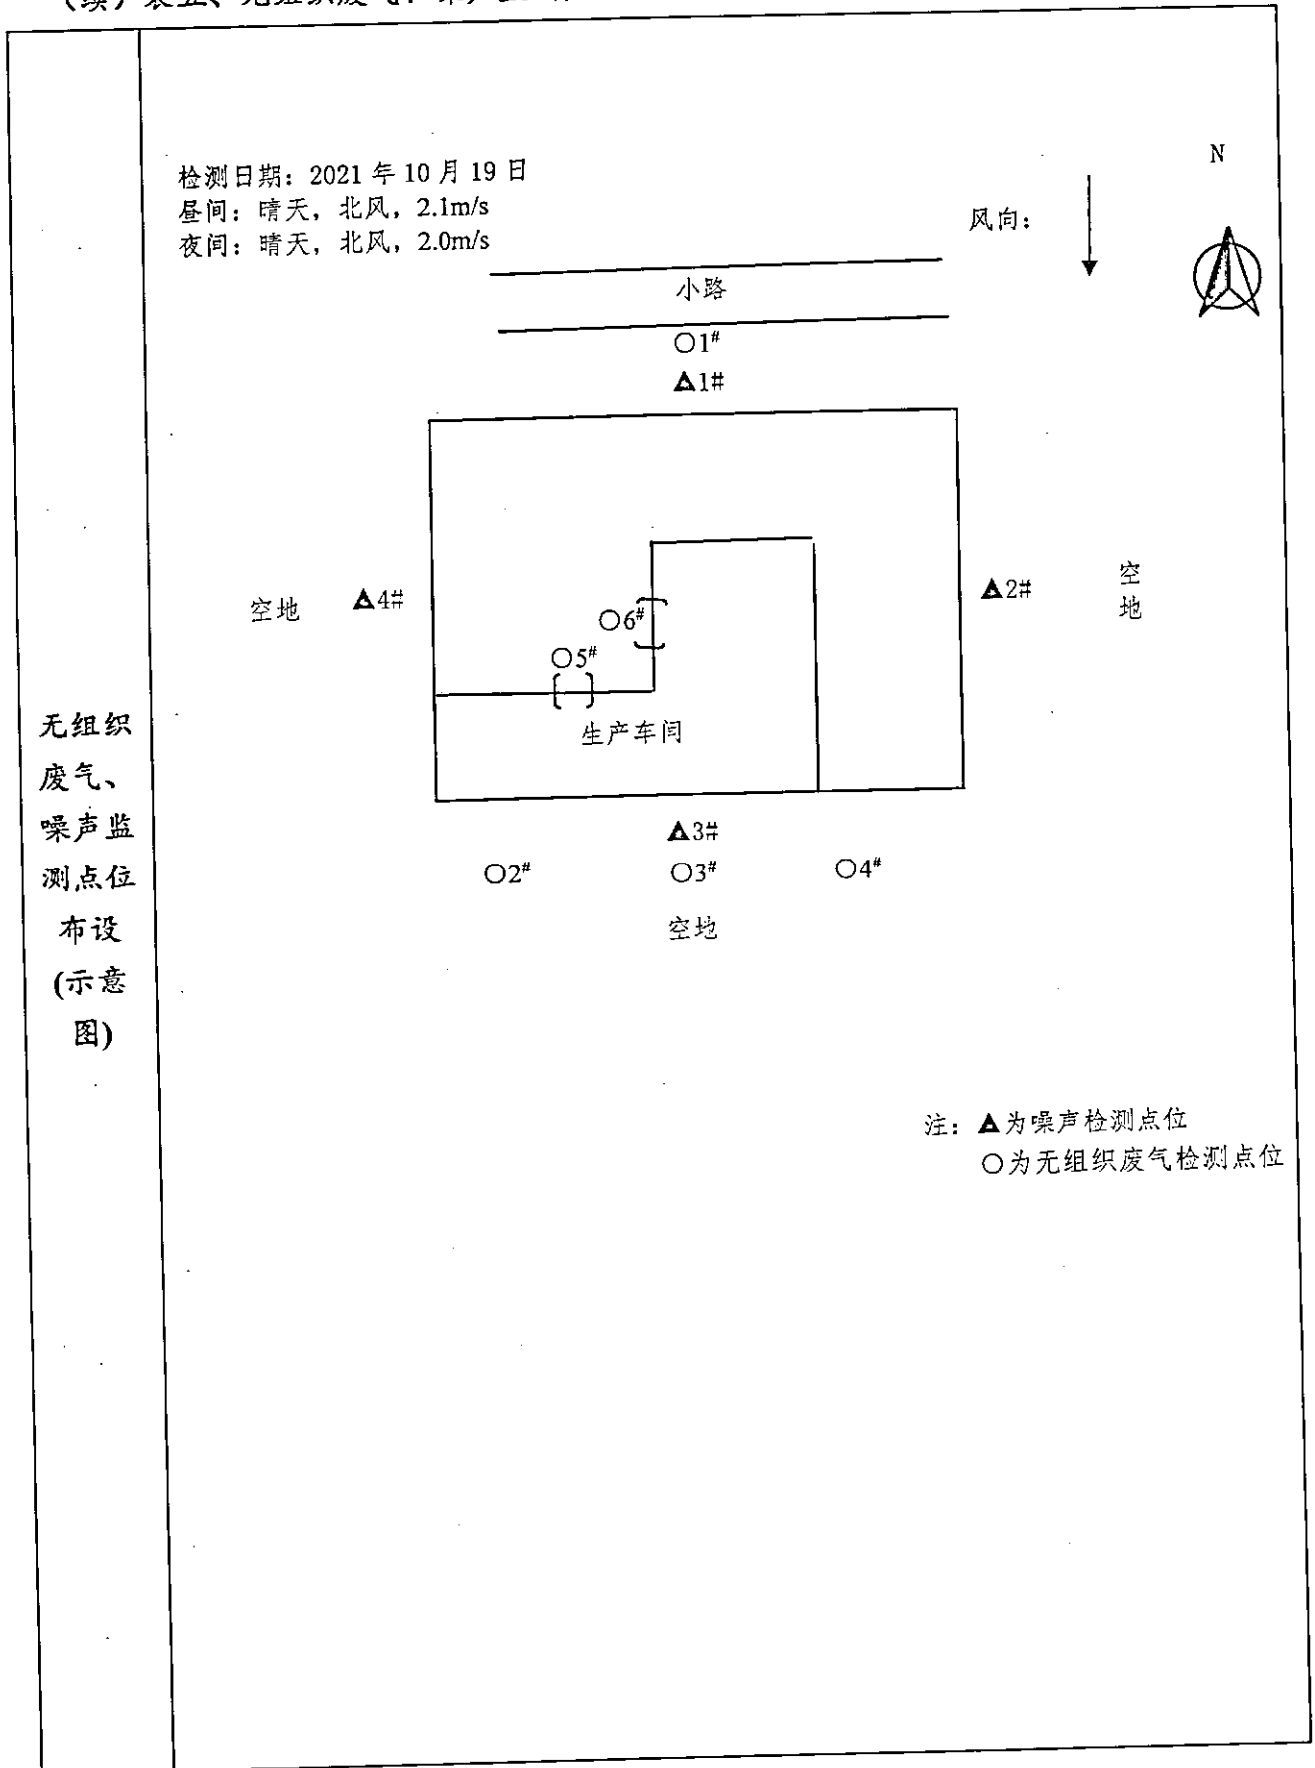 无组织
废气、
噪声监
测点位
布设
(示意
图)
检测日期：2021 年 10 月 19 日
昼间：晴天，北风，2.1m/s
夜间：晴天，北风，2.0m/s
风向：
N
小路
○1#
▲1#
空地
▲4#
▲2#
空
地
○6#
○5#
生产车间
▲3#
○2#
○3#
○4#
空地
注：▲为噪声检测点位
○为无组织废气检测点位